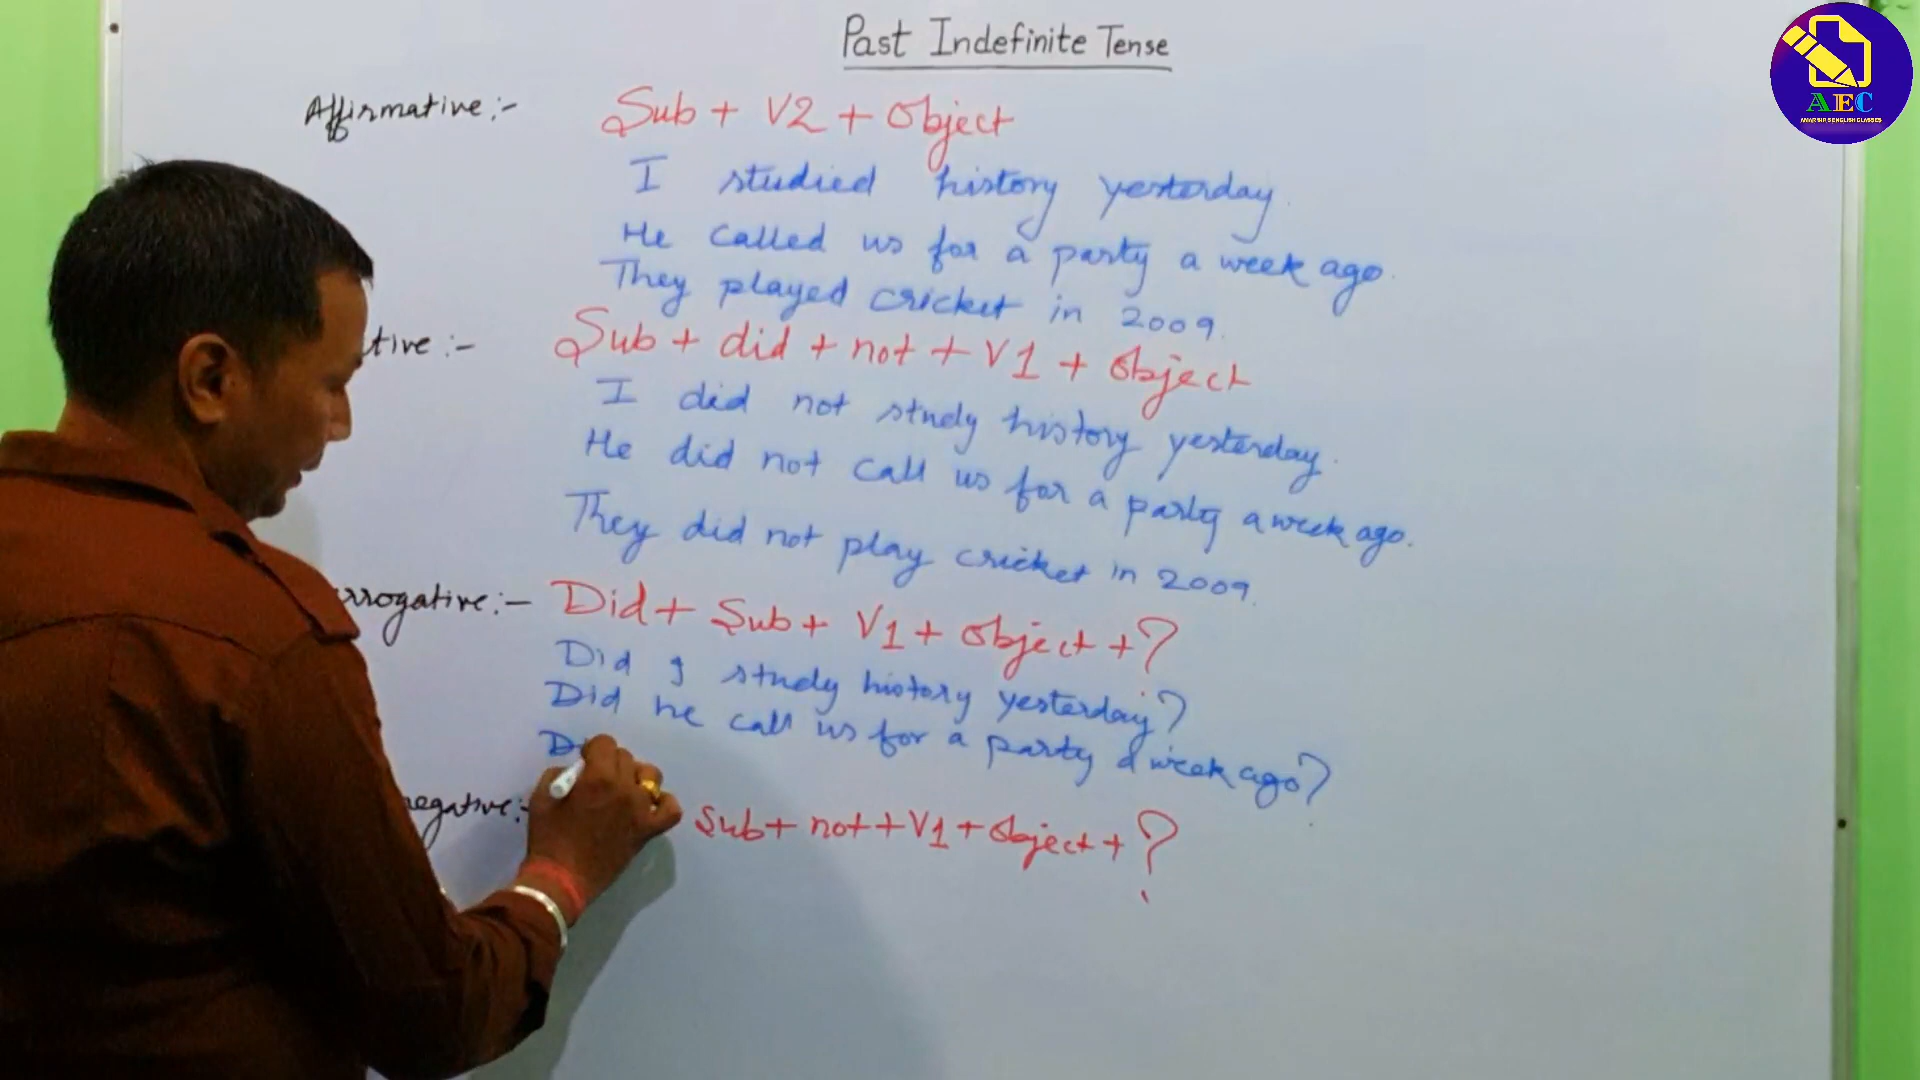 Past Indefinite Tense
Affirmative:- Sub + V2 + Object
I studied history yesterday.
He called us for a party a week ago.
They played cricket in 2009.
tive:- Sub + did + not + V1 + Object
I did not study history yesterday.
He did not call us for a party a week ago.
They did not play cricket in 2009.
rrogative:- Did + Sub + V1 + Object + ?
Did I study history yesterday?
Did he call us for a party a week ago?
Di
negative:- Sub + not + V1 + Object + ?
AEC